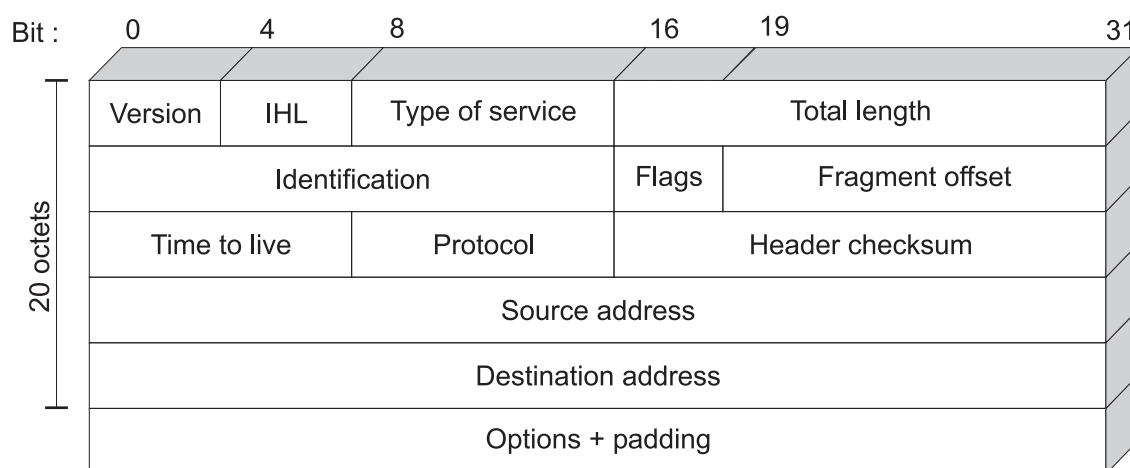 Bit : 0 4 8 16 19 31
Version IHL Type of service Total length
Identification Flags Fragment offset
Time to live Protocol Header checksum
Source address
Destination address
Options + padding
20 octets